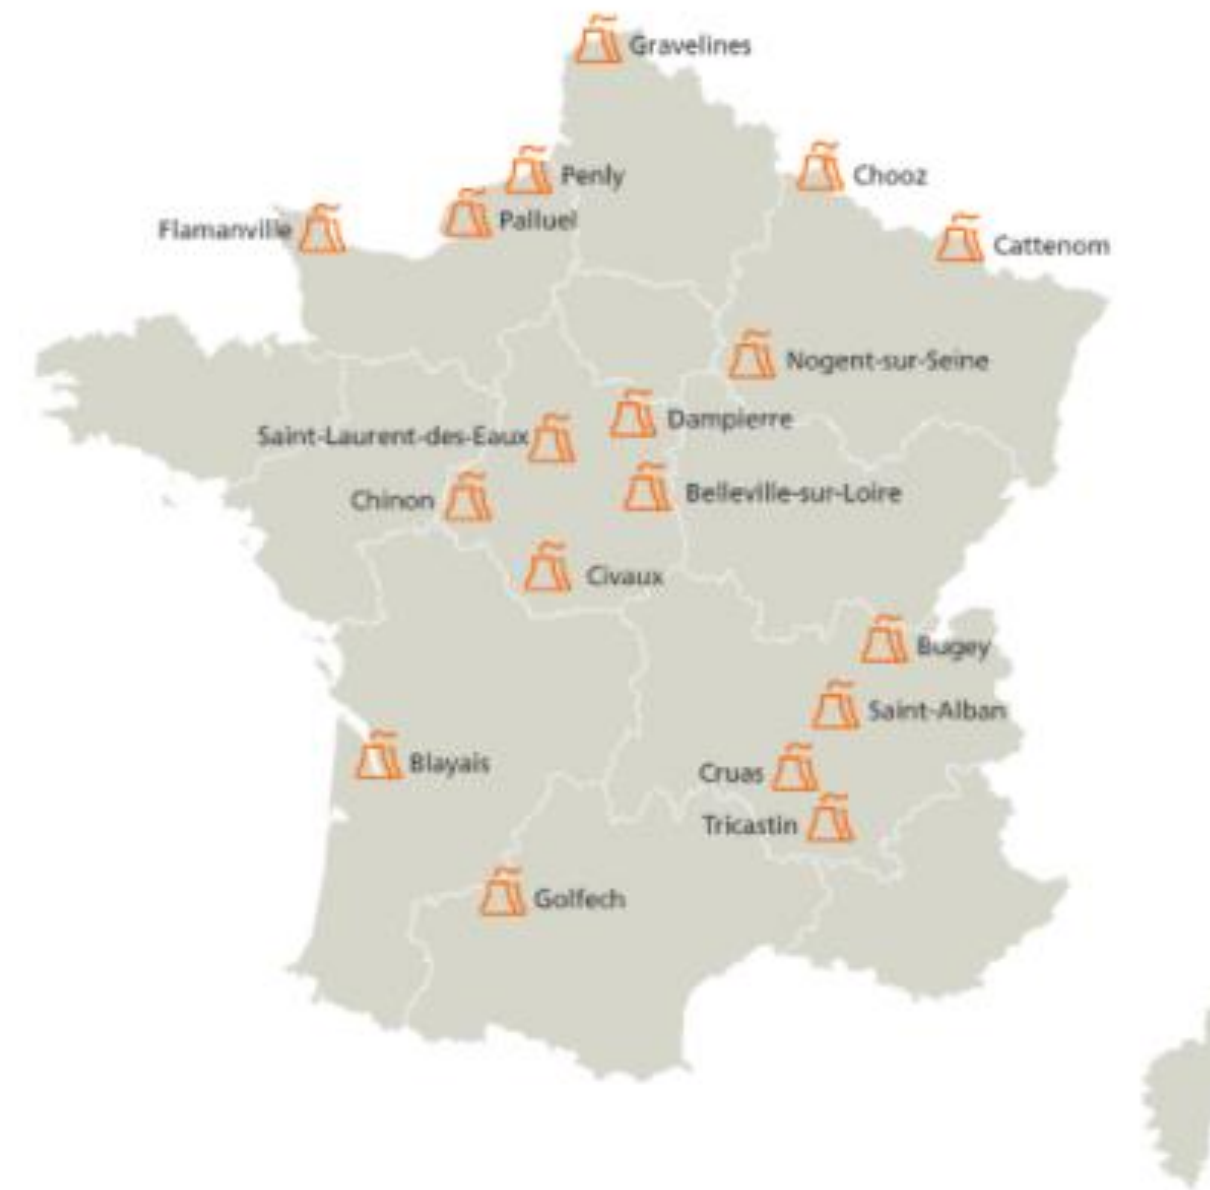 Gravelines
Penly
Chooz
Palluel
Flamanville
Cattenom
Nogent-sur-Seine
Dampierre
Saint-Laurent-des-Eaux
Belleville-sur-Loire
Chinon
Civaux
Bugey
Saint-Alban
Blayais
Cruas
Tricastin
Golfech